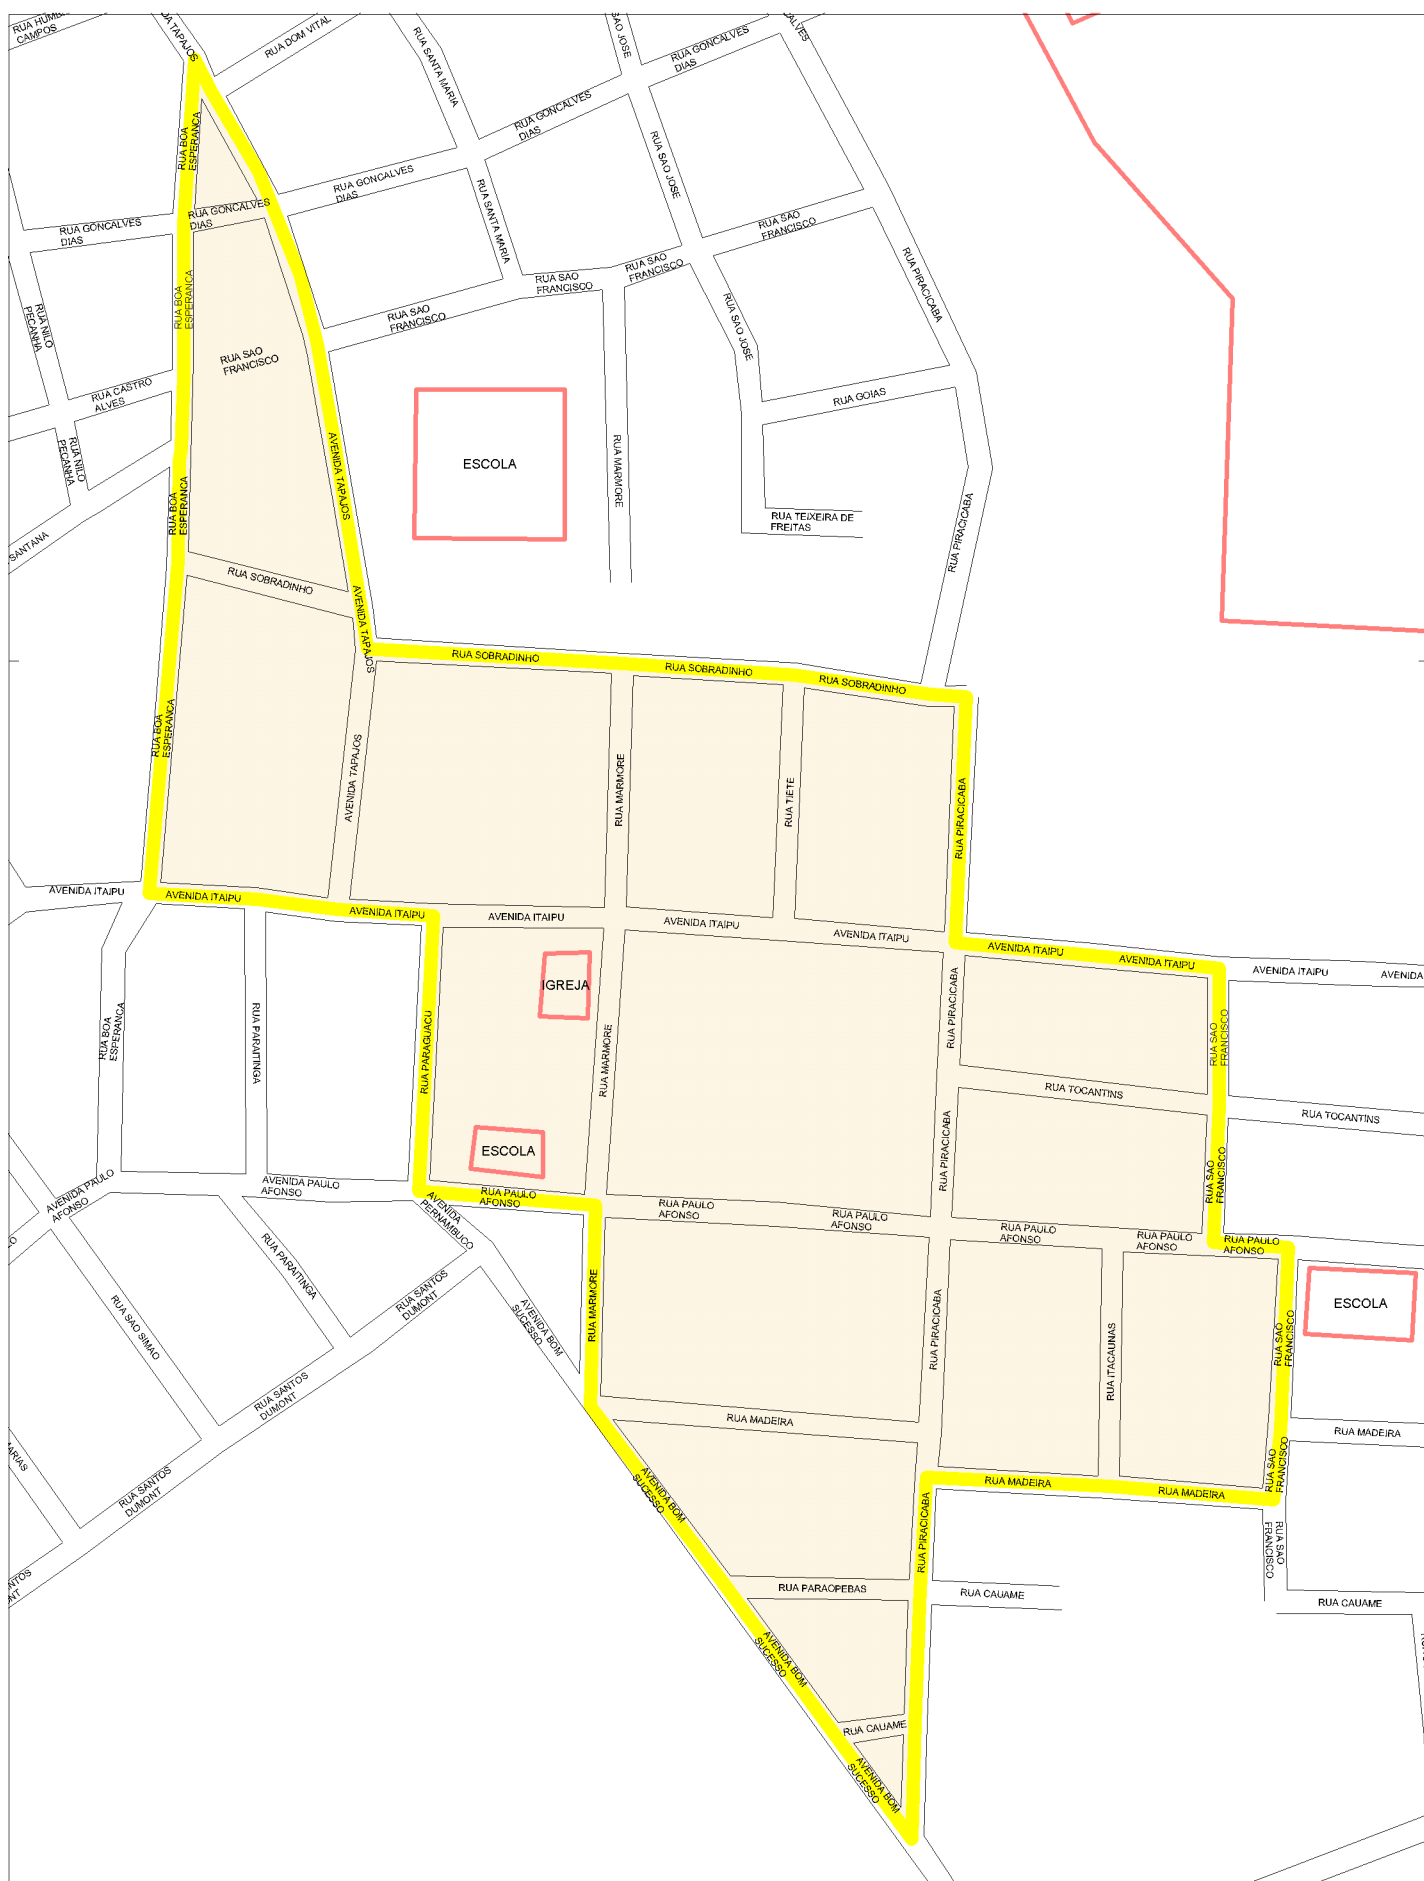 RUA HUMB
CAMPOS
DA TAPAJOS
RUA DOM VITAL
RUA SANTA MARIA
SAO JOSE
RUA GONCALVES
DIAS
CALVES
RUA BOA
ESPERANCA
RUA GONCALVES
DIAS
RUA SAO JOSE
RUA GONCALVES
DIAS
RUA GONCALVES
DIAS
RUA GONCALVES
DIAS
RUA SANTA MARIA
RUA SAO
FRANCISCO
RUA PIRACICABA
RUA NILO
PECANHA
RUA BOA
ESPERANCA
RUA SAO
FRANCISCO
RUA SAO
FRANCISCO
RUA SAO
FRANCISCO
RUA SAO JOSE
RUA SAO
FRANCISCO
RUA CASTRO
ALVES
RUA GOIAS
RUA NILO
PECANHA
AVENIDA TAPAJOS
ESCOLA
RUA MARMORE
RUA BOA
ESPERANCA
RUA TEIXEIRA DE
FREITAS
RUA PIRACICABA
SANTANA
RUA SOBRADINHO
AVENIDA TAPAJOS
RUA SOBRADINHO
RUA SOBRADINHO
RUA SOBRADINHO
RUA BOA
ESPERANCA
AVENIDA TAPAJOS
RUA MARMORE
RUA TIETE
RUA PIRACICABA
AVENIDA ITAIPU
AVENIDA ITAIPU
AVENIDA ITAIPU
AVENIDA ITAIPU
AVENIDA ITAIPU
AVENIDA ITAIPU
AVENIDA ITAIPU
AVENIDA ITAIPU
AVENIDA ITAIPU
AVENIDA
IGREJA
RUA BOA
ESPERANCA
RUA PARAITINGA
RUA PARAGUACU
RUA MARMORE
RUA PIRACICABA
RUA SAO
FRANCISCO
RUA TOCANTINS
RUA TOCANTINS
ESCOLA
RUA PIRACICABA
RUA SAO
FRANCISCO
AVENIDA PAULO
AFONSO
AVENIDA PAULO
AFONSO
AVENIDA
PERNAMBUCO
RUA PAULO
AFONSO
RUA PAULO
AFONSO
RUA PAULO
AFONSO
RUA PAULO
AFONSO
RUA PAULO
AFONSO
RUA PAULO
AFONSO
RUA PARAITINGA
RUA SANTOS
DUMONT
RUA SAO SIMAO
AVENIDA BOM
SUCESSO
RUA MARMORE
RUA PIRACICABA
RUA ITACAUNAS
RUA SAO
FRANCISCO
ESCOLA
RUA SANTOS
DUMONT
RUA MADEIRA
RUA MADEIRA
ARIAS
RUA SANTOS
DUMONT
AVENIDA BOM
SUCESSO
RUA MADEIRA
RUA MADEIRA
RUA SAO
FRANCISCO
RUA PIRACICABA
RUA SAO
FRANCISCO
NTOS
NT
RUA PARAOPEBAS
RUA CAUAME
RUA CAUAME
AVENIDA BOM
SUCESSO
RUA CAUAME
AVENIDA BOM
SUCESSO